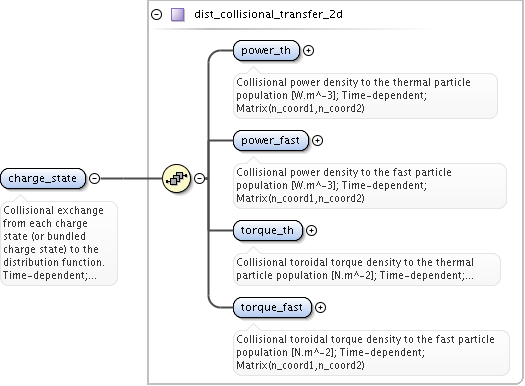 dist_collisional_transfer_2d
power_th
Collisional power density to the thermal particle
population [W.m^-3]; Time-dependent;
Matrix(n_coord1,n_coord2)
power_fast
Collisional power density to the fast particle
population [W.m^-3]; Time-dependent;
Matrix(n_coord1,n_coord2)
charge_state
Collisional exchange
from each charge
state (or bundled
charge state) to the
distribution function.
Time-dependent;...
torque_th
Collisional toroidal torque density to the thermal
particle population [N.m^-2]; Time-dependent;...
torque_fast
Collisional toroidal torque density to the fast particle
population [N.m^-2]; Time-dependent;
Matrix(n_coord1,n_coord2)